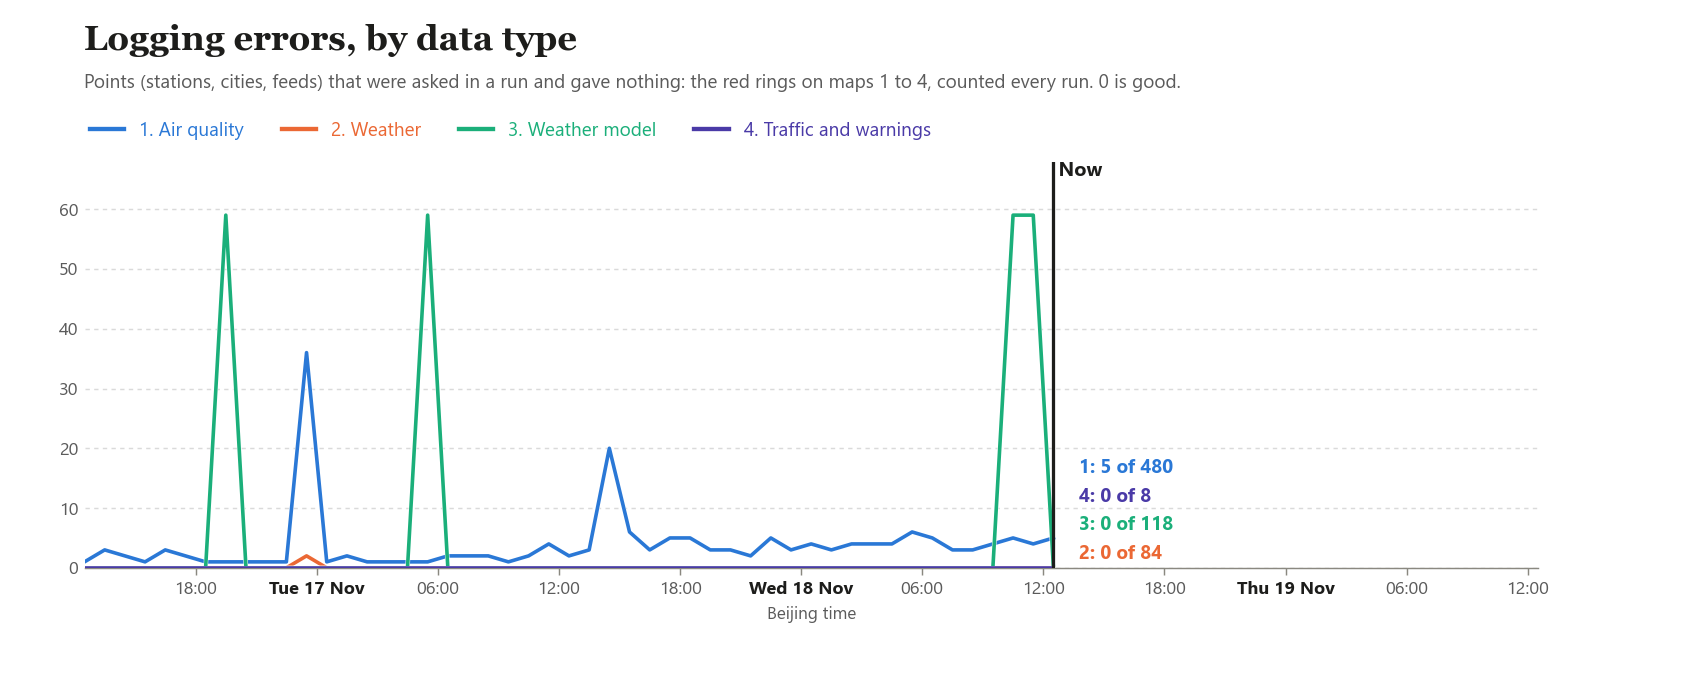 Logging errors, by data type
Points (stations, cities, feeds) that were asked in a run and gave nothing: the red rings on maps 1 to 4, counted every run. 0 is good.
1. Air quality 2. Weather 3. Weather model 4. Traffic and warnings
Now
60
50
40
30
20
10
0
1: 5 of 480
4: 0 of 8
3: 0 of 118
2: 0 of 84
18:00 Tue 17 Nov 06:00 12:00 18:00 Wed 18 Nov 06:00 12:00 18:00 Thu 19 Nov 06:00 12:00
Beijing time